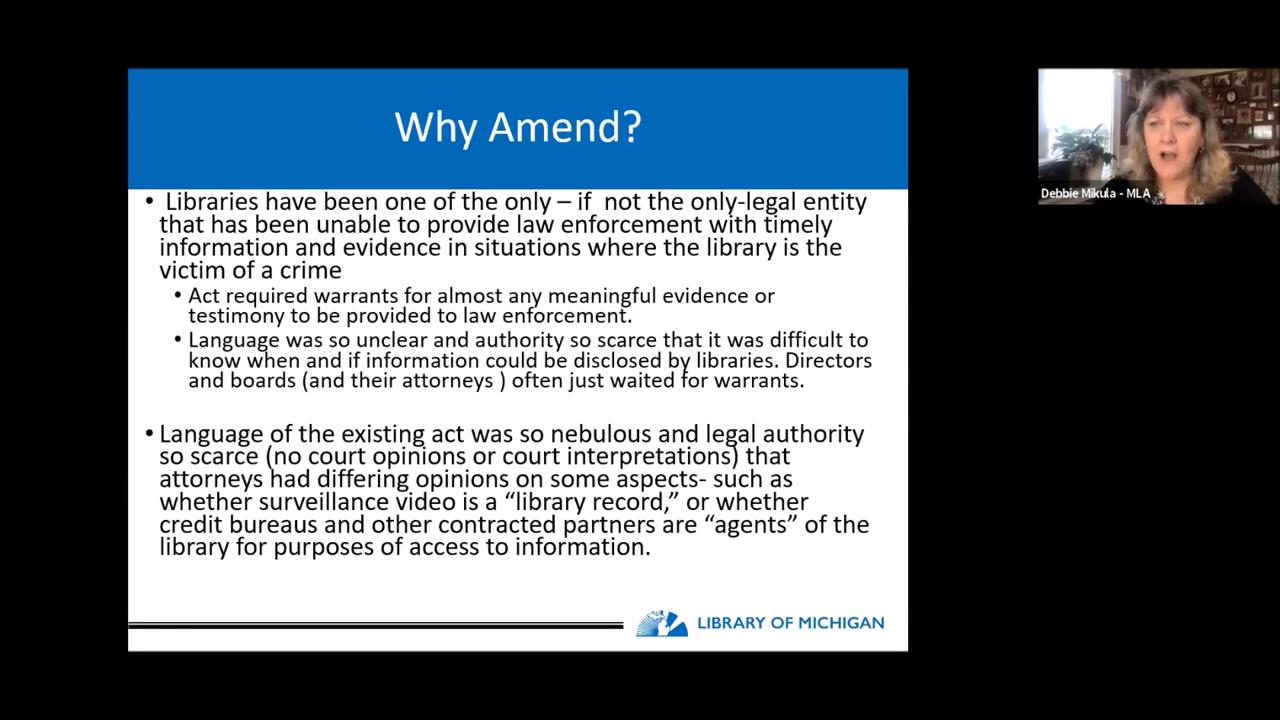 Why Amend?
• Libraries have been one of the only – if not the only-legal entity
that has been unable to provide law enforcement with timely
information and evidence in situations where the library is the
victim of a crime
• Act required warrants for almost any meaningful evidence or
testimony to be provided to law enforcement.
• Language was so unclear and authority so scarce that it was difficult to
know when and if information could be disclosed by libraries. Directors
and boards (and their attorneys ) often just waited for warrants.
• Language of the existing act was so nebulous and legal authority
so scarce (no court opinions or court interpretations) that
attorneys had differing opinions on some aspects- such as
whether surveillance video is a “library record,” or whether
credit bureaus and other contracted partners are “agents” of the
library for purposes of access to information.
LIBRARY OF MICHIGAN
Debbie Mikula - MLA